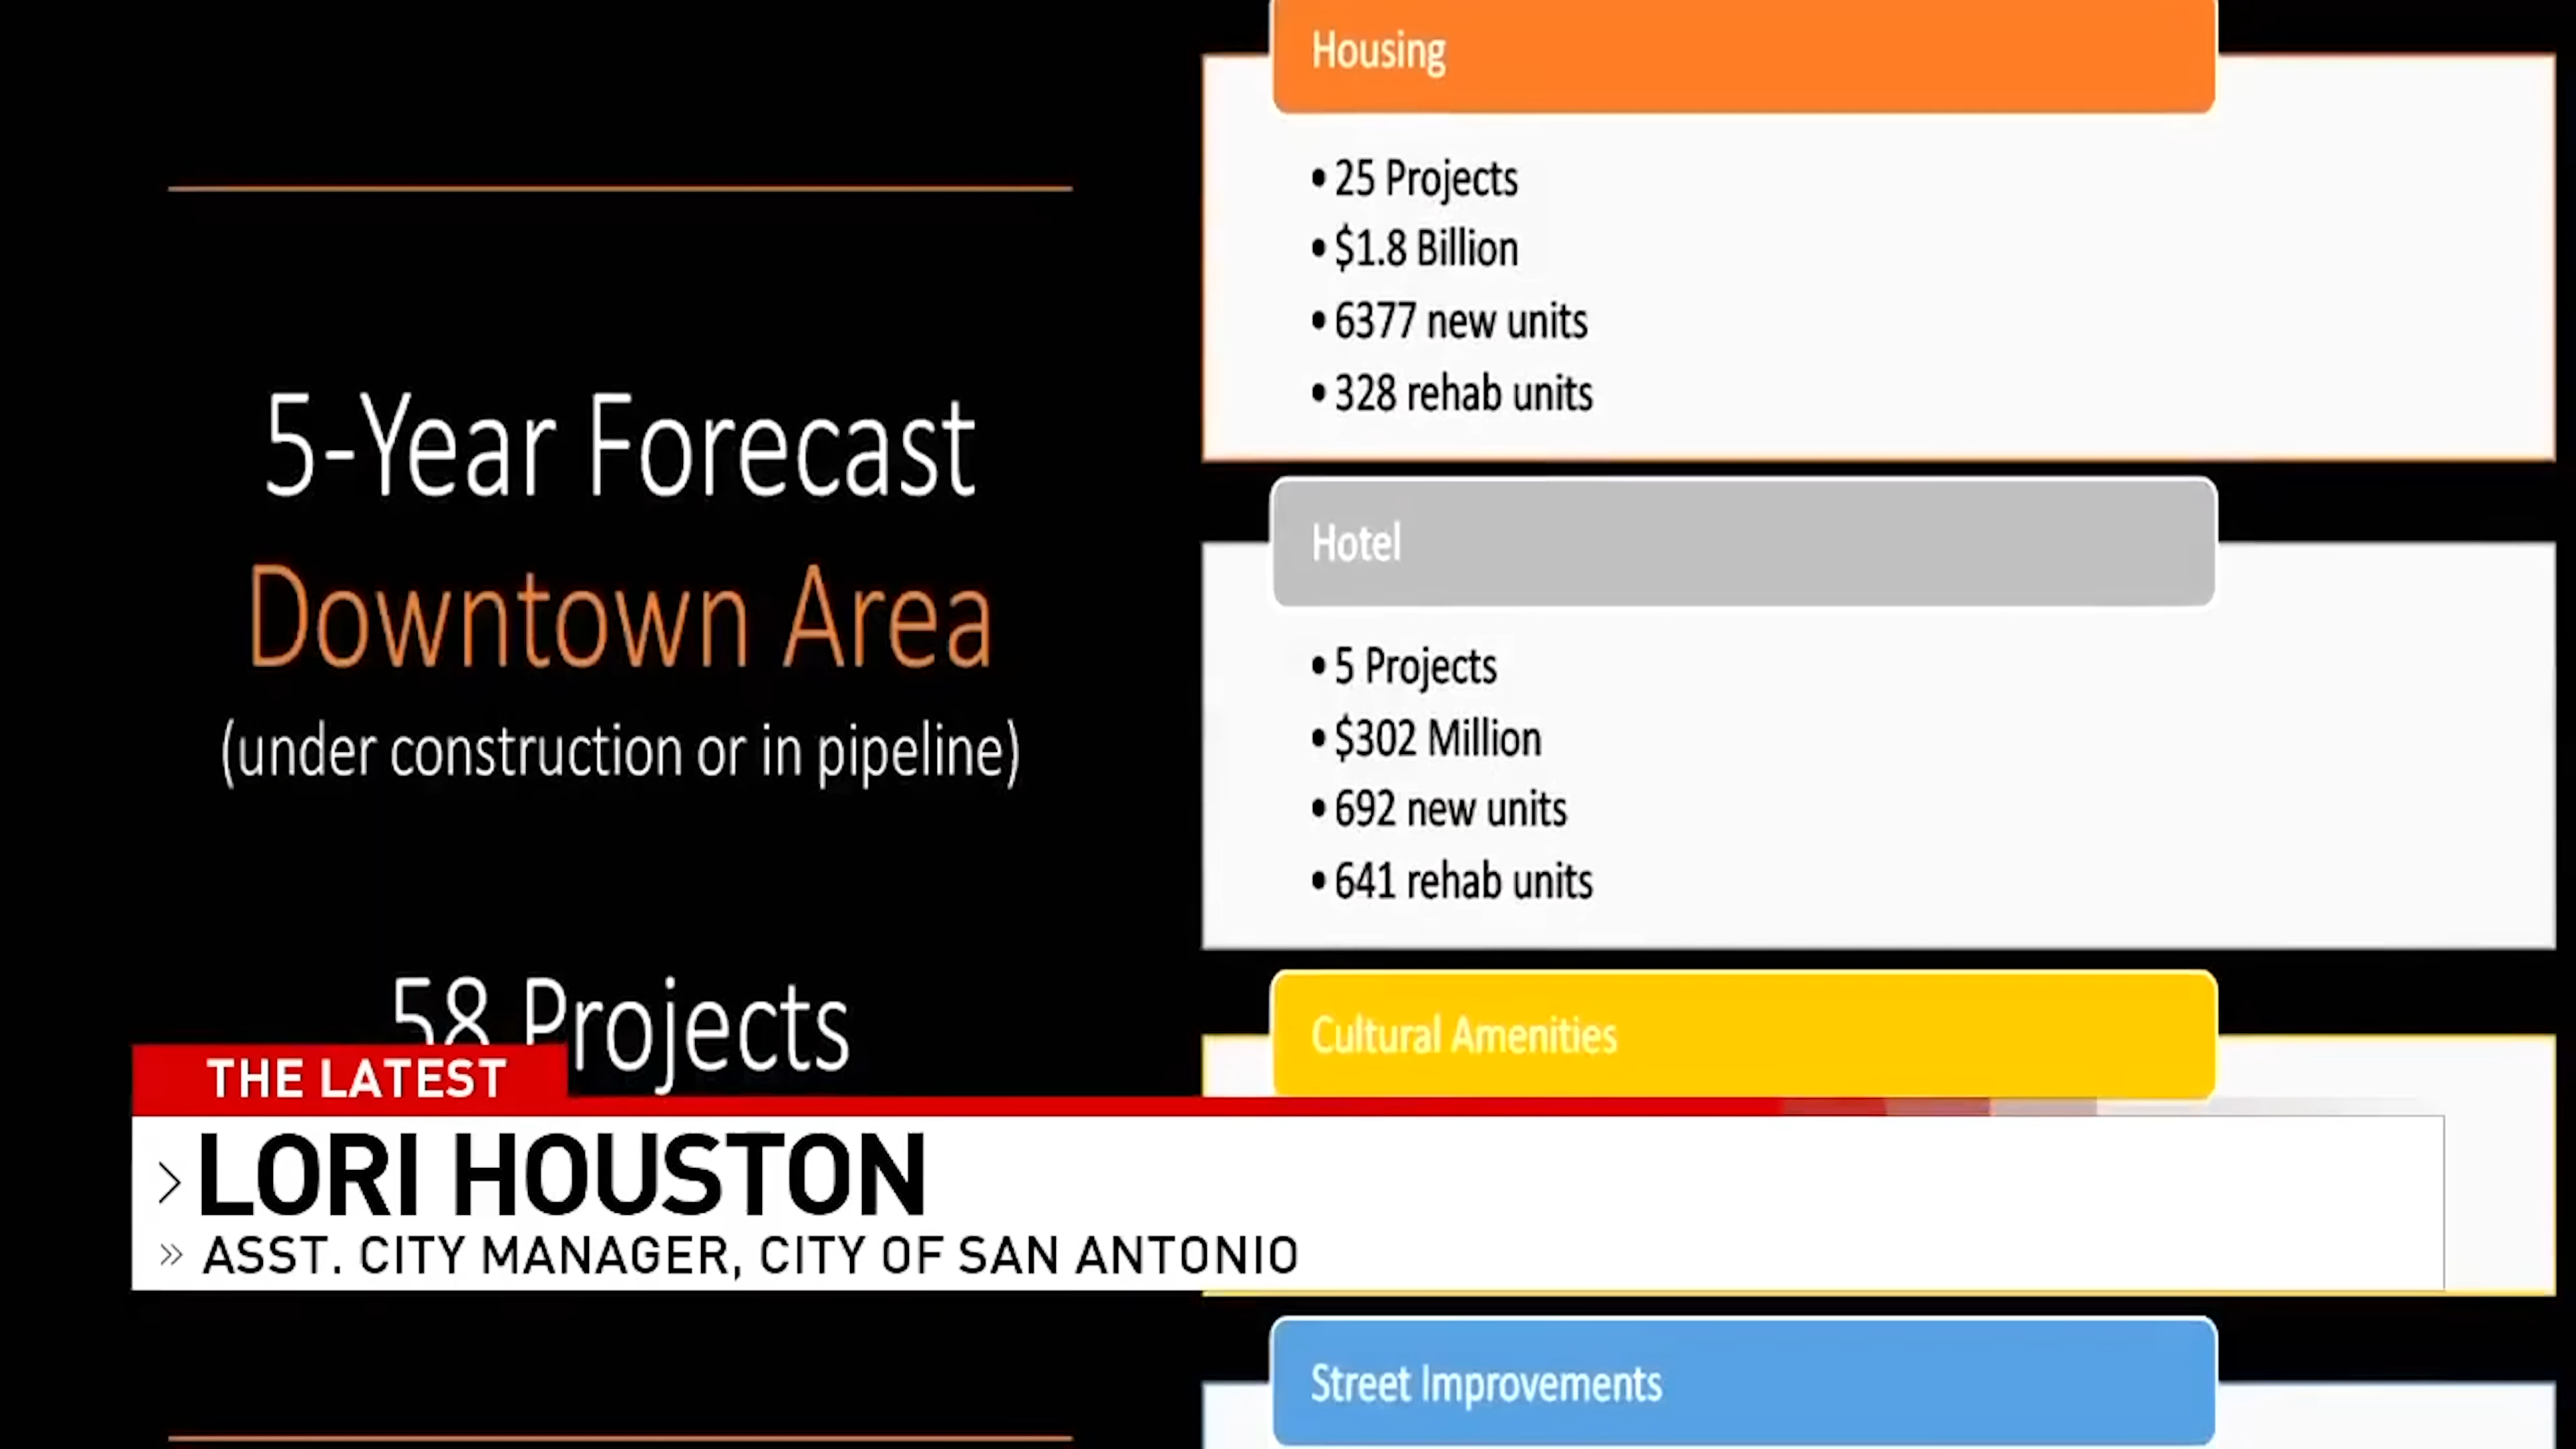 5-Year Forecast
Downtown Area
(under construction or in pipeline)
58 Projects
Housing
• 25 Projects
• $1.8 Billion
• 6377 new units
• 328 rehab units
Hotel
• 5 Projects
• $302 Million
• 692 new units
• 641 rehab units
Cultural Amenities
Street Improvements
THE LATEST
> LORI HOUSTON
» ASST. CITY MANAGER, CITY OF SAN ANTONIO